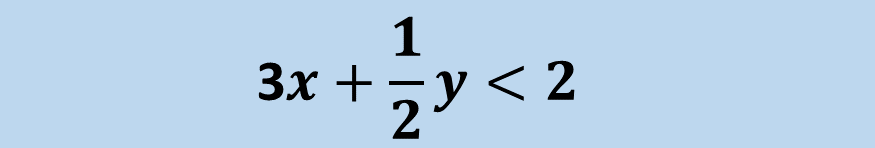 3x + 1/2 y < 2